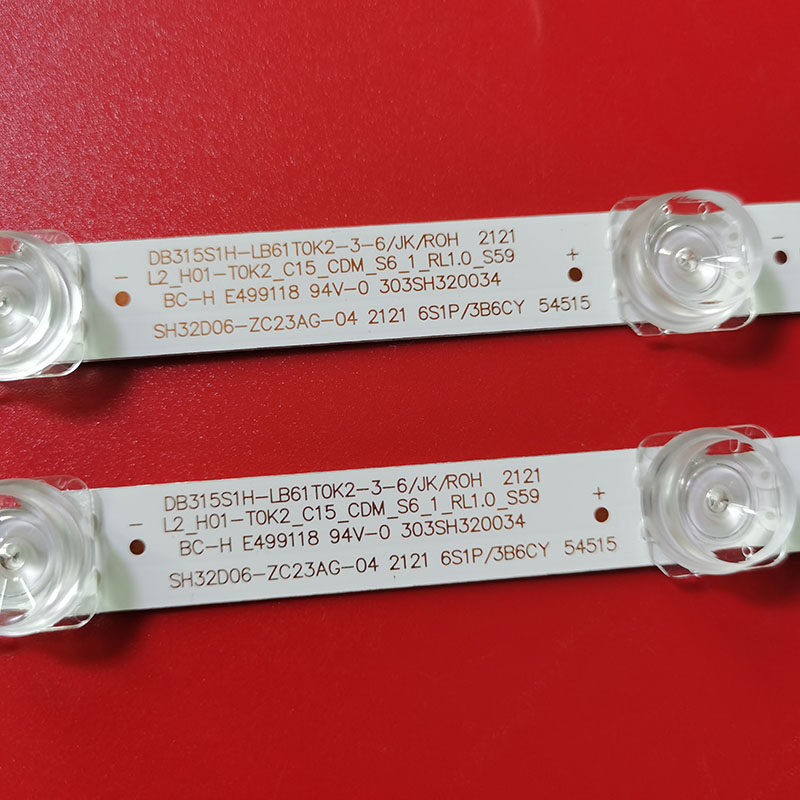 DB315S1H-LB61T0K2-3-6/JK/ROH 2121
L2_H01-T0K2_C15_CDM_S6_1_RL1.0_S59
BC-H E499118 94V-0 303SH320034
SH32D06-ZC23AG-04 2121 6S1P/3B6CY 54515
- + -
DB315S1H-LB61T0K2-3-6/JK/ROH 2121
L2_H01-T0K2_C15_CDM_S6_1_RL1.0_S59
BC-H E499118 94V-0 303SH320034
SH32D06-ZC23AG-04 2121 6S1P/3B6CY 54515
- +